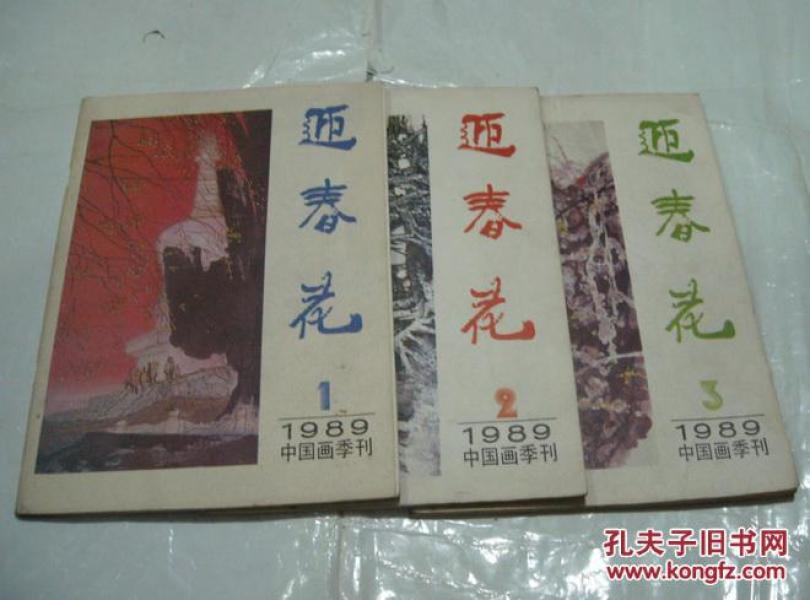 迎春花
1
1989
中国画季刊
迎春花
2
1989
中国画季刊
迎春花
3
1989
中国画季刊
孔夫子旧书网
www.kongfz.com